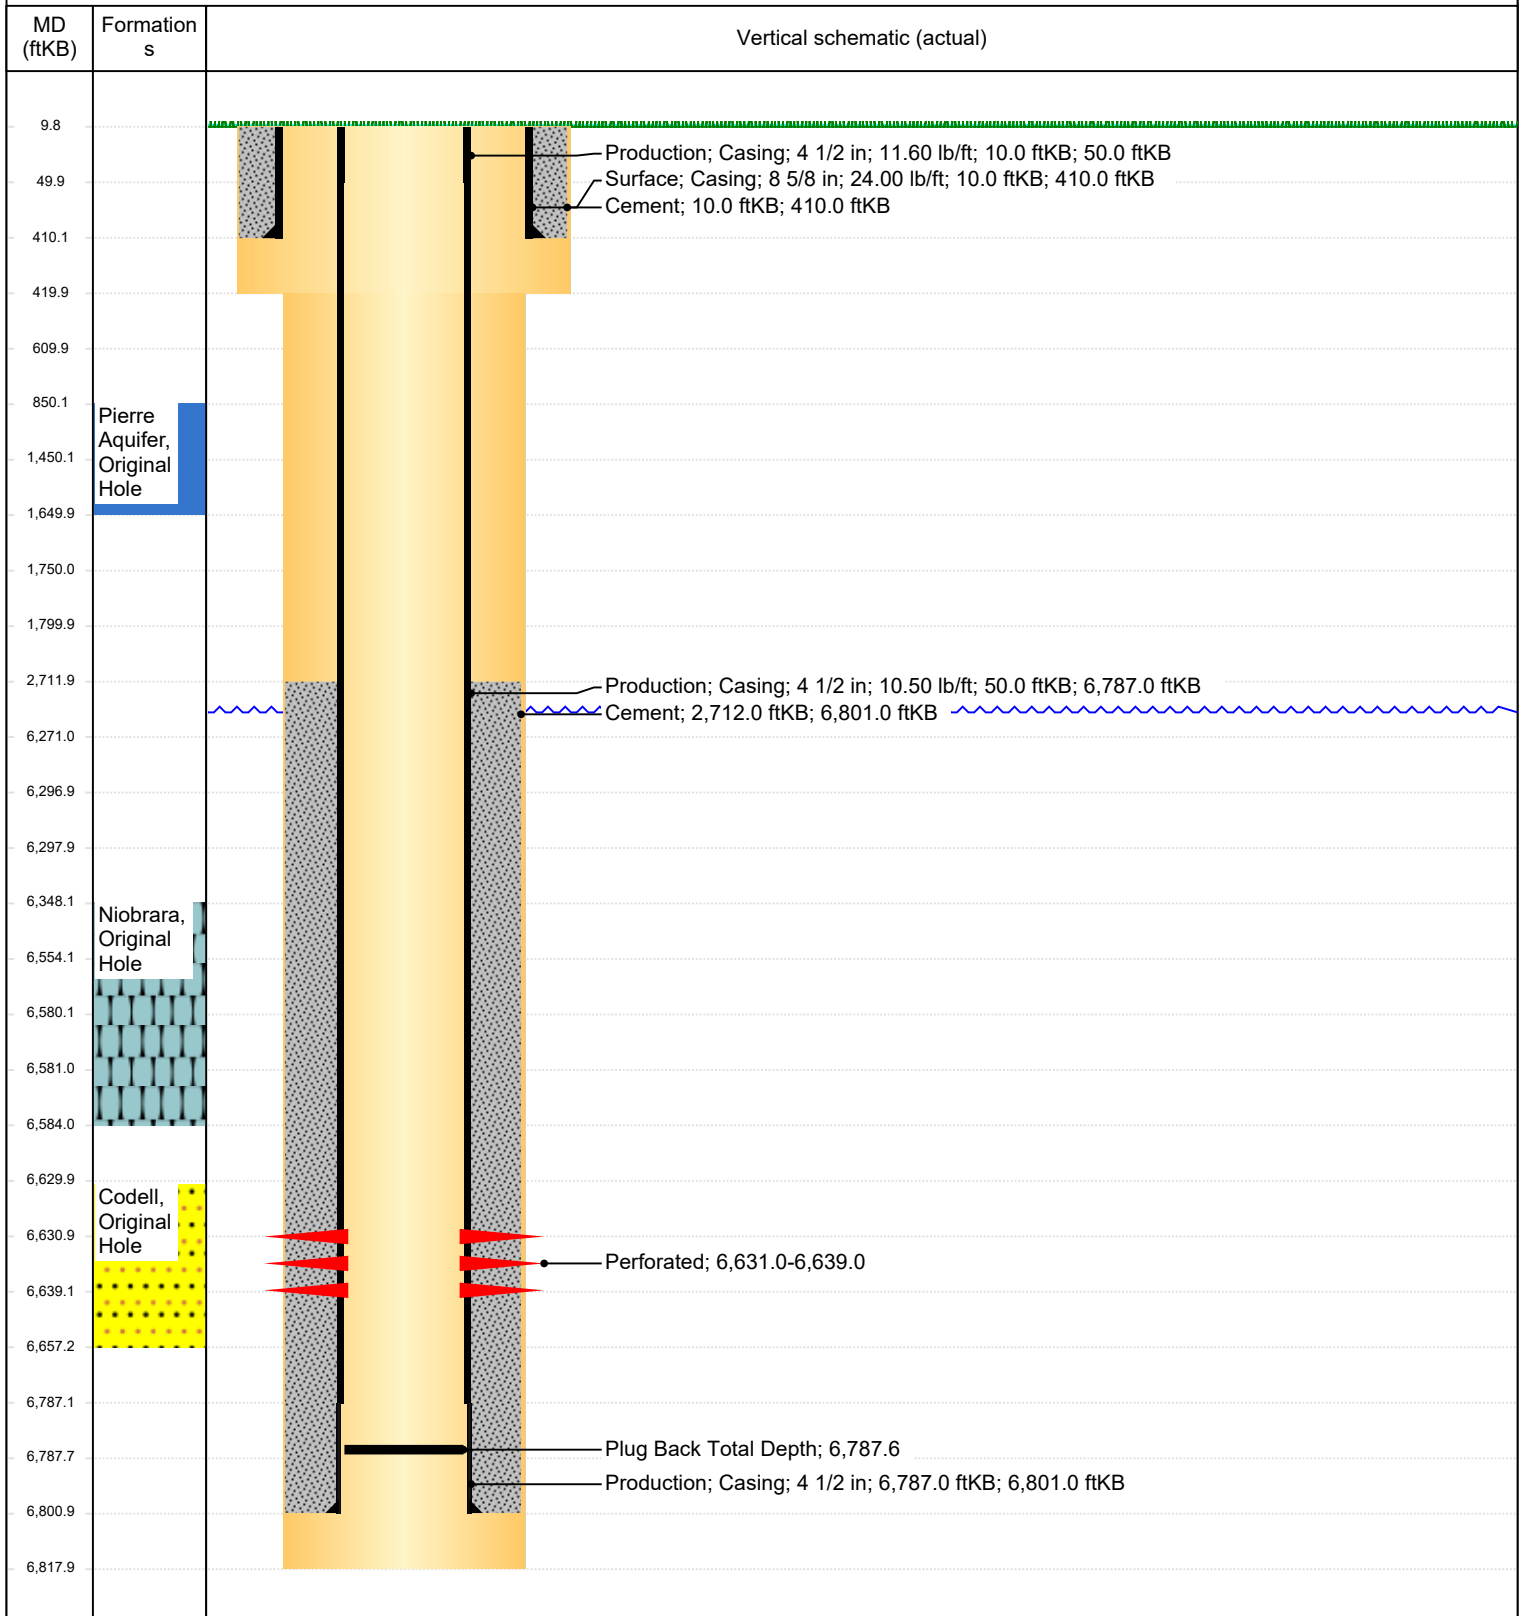 MD
(ftKB)
Formation
s
Vertical schematic (actual)
9.8
Production; Casing; 4 1/2 in; 11.60 lb/ft; 10.0 ftKB; 50.0 ftKB
49.9
Surface; Casing; 8 5/8 in; 24.00 lb/ft; 10.0 ftKB; 410.0 ftKB
Cement; 10.0 ftKB; 410.0 ftKB
410.1
419.9
609.9
850.1
Pierre
Aquifer,
Original
Hole
1,450.1
1,649.9
1,750.0
1,799.9
2,711.9
Production; Casing; 4 1/2 in; 10.50 lb/ft; 50.0 ftKB; 6,787.0 ftKB
Cement; 2,712.0 ftKB; 6,801.0 ftKB
6,271.0
6,296.9
6,297.9
6,348.1
Niobrara,
Original
Hole
6,554.1
6,580.1
6,581.0
6,584.0
6,629.9
Codell,
Original
Hole
6,630.9
Perforated; 6,631.0-6,639.0
6,639.1
6,657.2
6,787.1
Plug Back Total Depth; 6,787.6
6,787.7
Production; Casing; 4 1/2 in; 6,787.0 ftKB; 6,801.0 ftKB
6,800.9
6,817.9